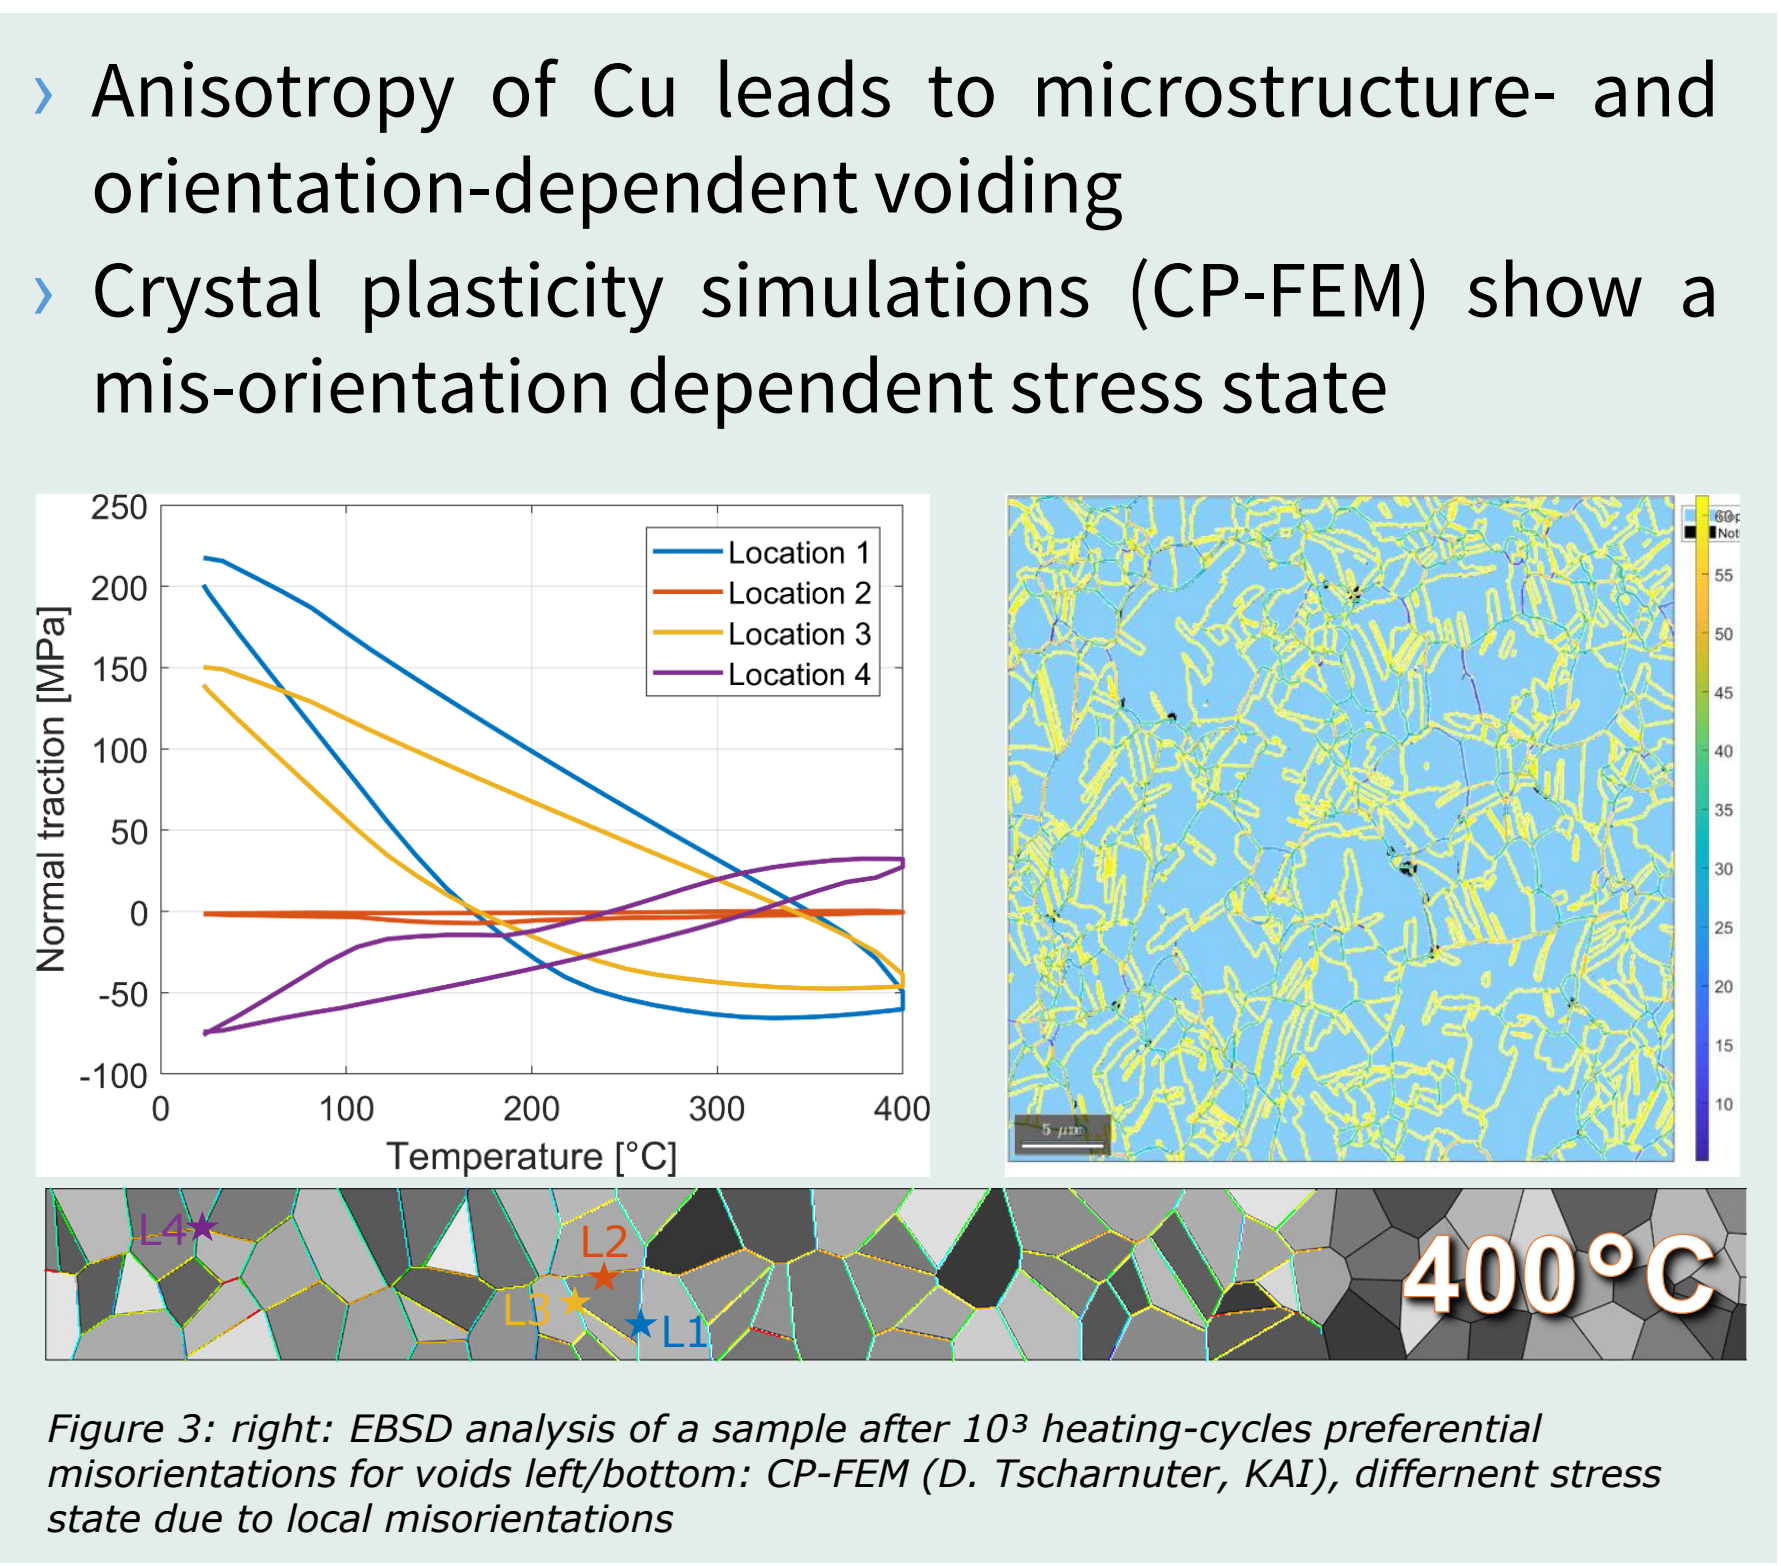 › Anisotropy of Cu leads to microstructure- and
orientation-dependent voiding
› Crystal plasticity simulations (CP-FEM) show a
mis-orientation dependent stress state
250
200
150
100
50
0
-50
-100
Normal traction [MPa]
Location 1
Location 2
Location 3
Location 4
0 100 200 300 400
Temperature [°C]
60
Not
55
50
45
40
35
30
25
20
15
10
5 μm
L4
L2
L3
L1
400°C
Figure 3: right: EBSD analysis of a sample after 10³ heating-cycles preferential
misorientations for voids left/bottom: CP-FEM (D. Tscharnuter, KAI), differnent stress
state due to local misorientations